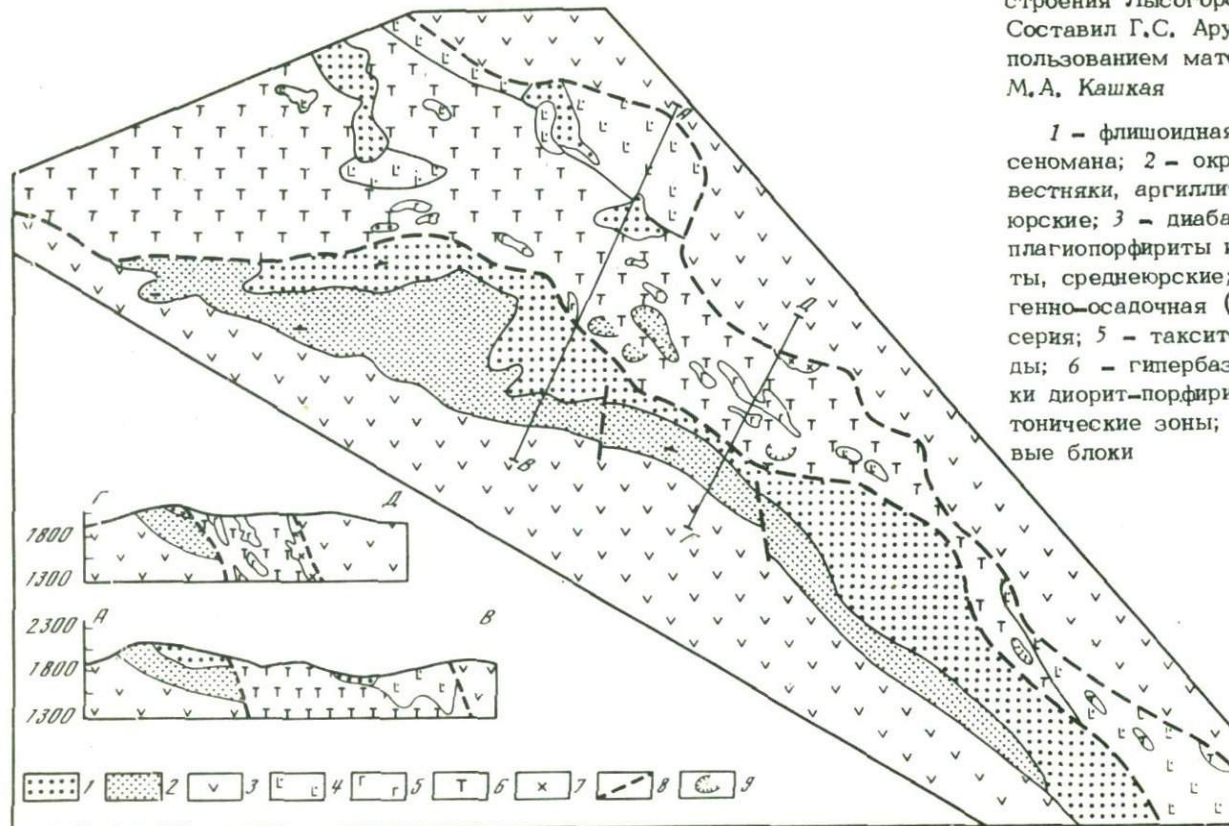 строения Лысогор
Составил Г.С. Ару
пользованием мат
М.А. Кашкая
1 – флишоидная
сеномана; 2 – окр
вестняки, аргилли
юрские; 3 – диаба
плагиопорфириты и
ты, среднеюрские;
генно-осадочная (
серия; 5 – таксит
ды; 6 – гипербаз
ки диорит-порфири
тонические зоны;
вые блоки
А
Д
В
Г
Г Д
1800
1300
2300 А В
1800
1300
1 2 3 4 5 6 7 8 9